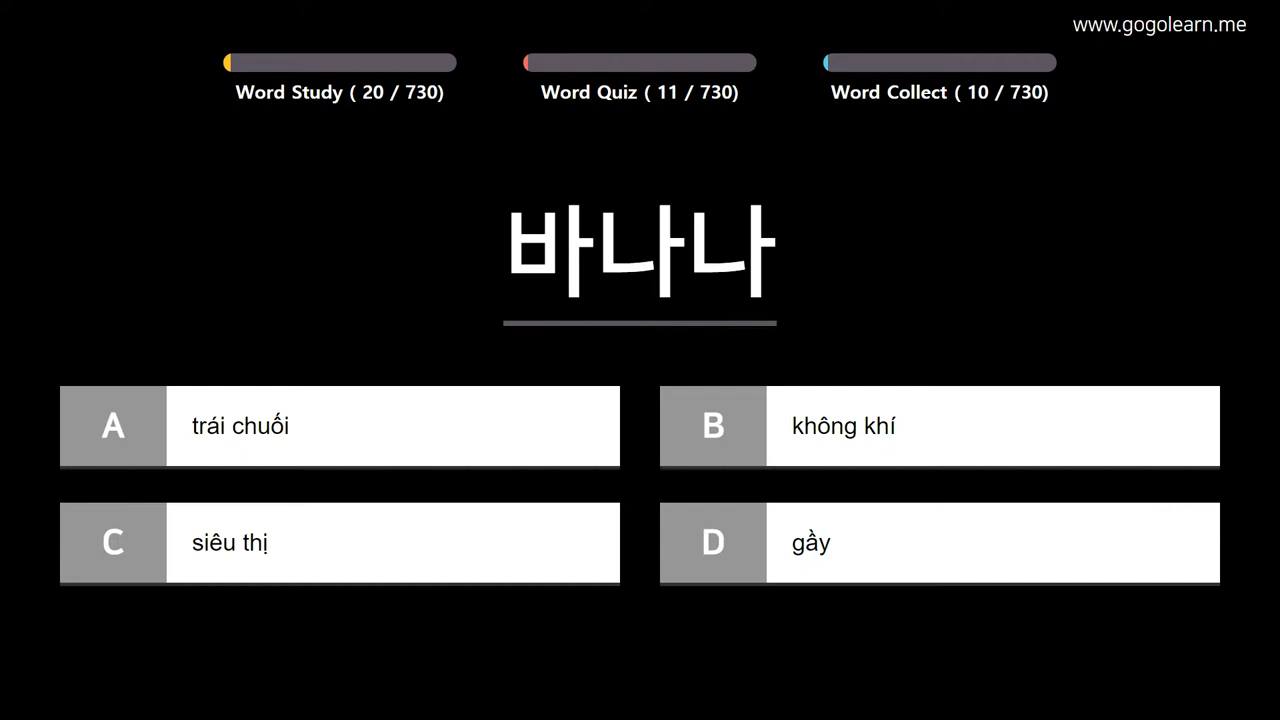 www.gogolearn.me
Word Study ( 20 / 730)
Word Quiz ( 11 / 730)
Word Collect ( 10 / 730)
바나나
A trái chuối
B không khí
C siêu thị
D gầy